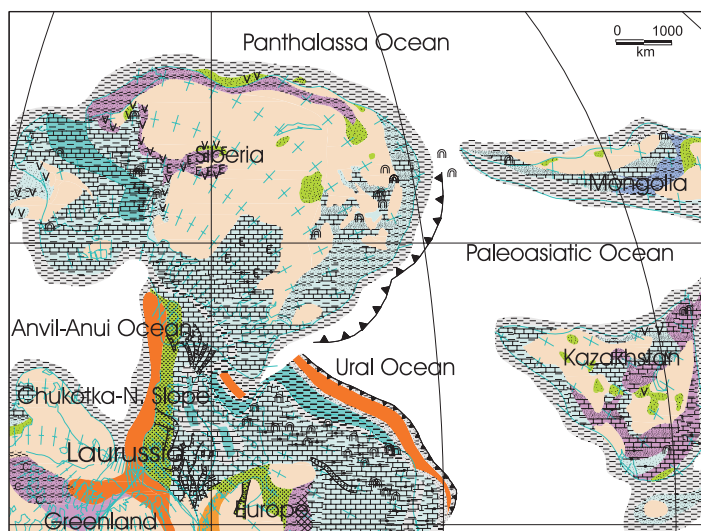 Panthalassa Ocean
0 1000
km
Siberia
Mongolia
Paleoasiatic Ocean
Anvil-Anui Ocean
Ural Ocean
Kazakhstan
Chukotka-N. Slope
Laurussia
Europe
Greenland